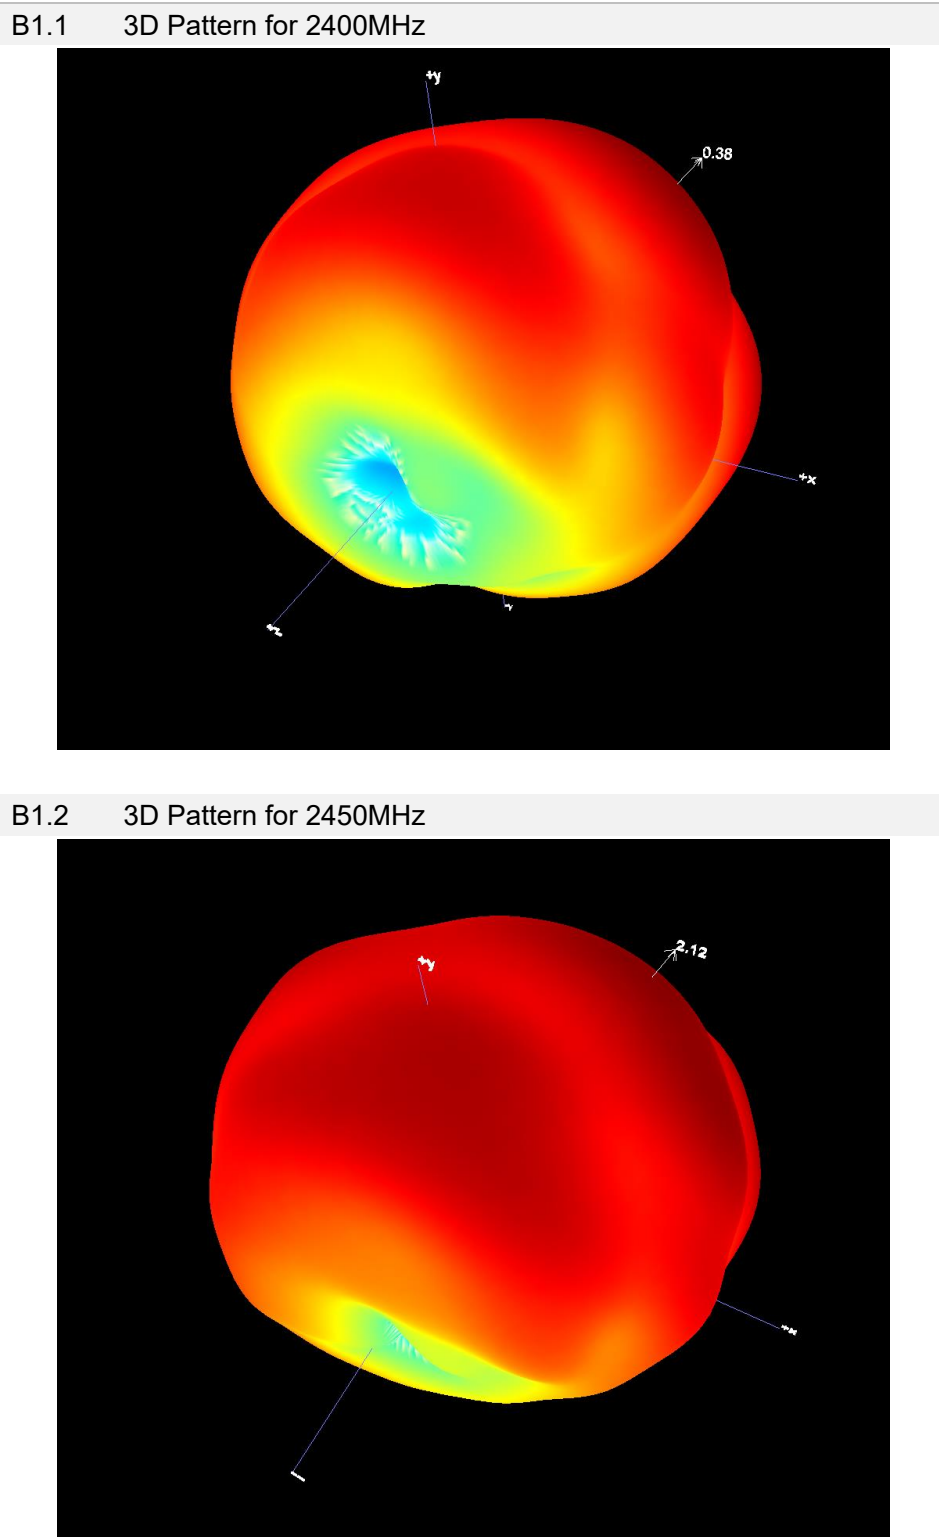 B1.1 3D Pattern for 2400MHz
+y
0.38
+x
+z
B1.2 3D Pattern for 2450MHz
+y
2.12
+x